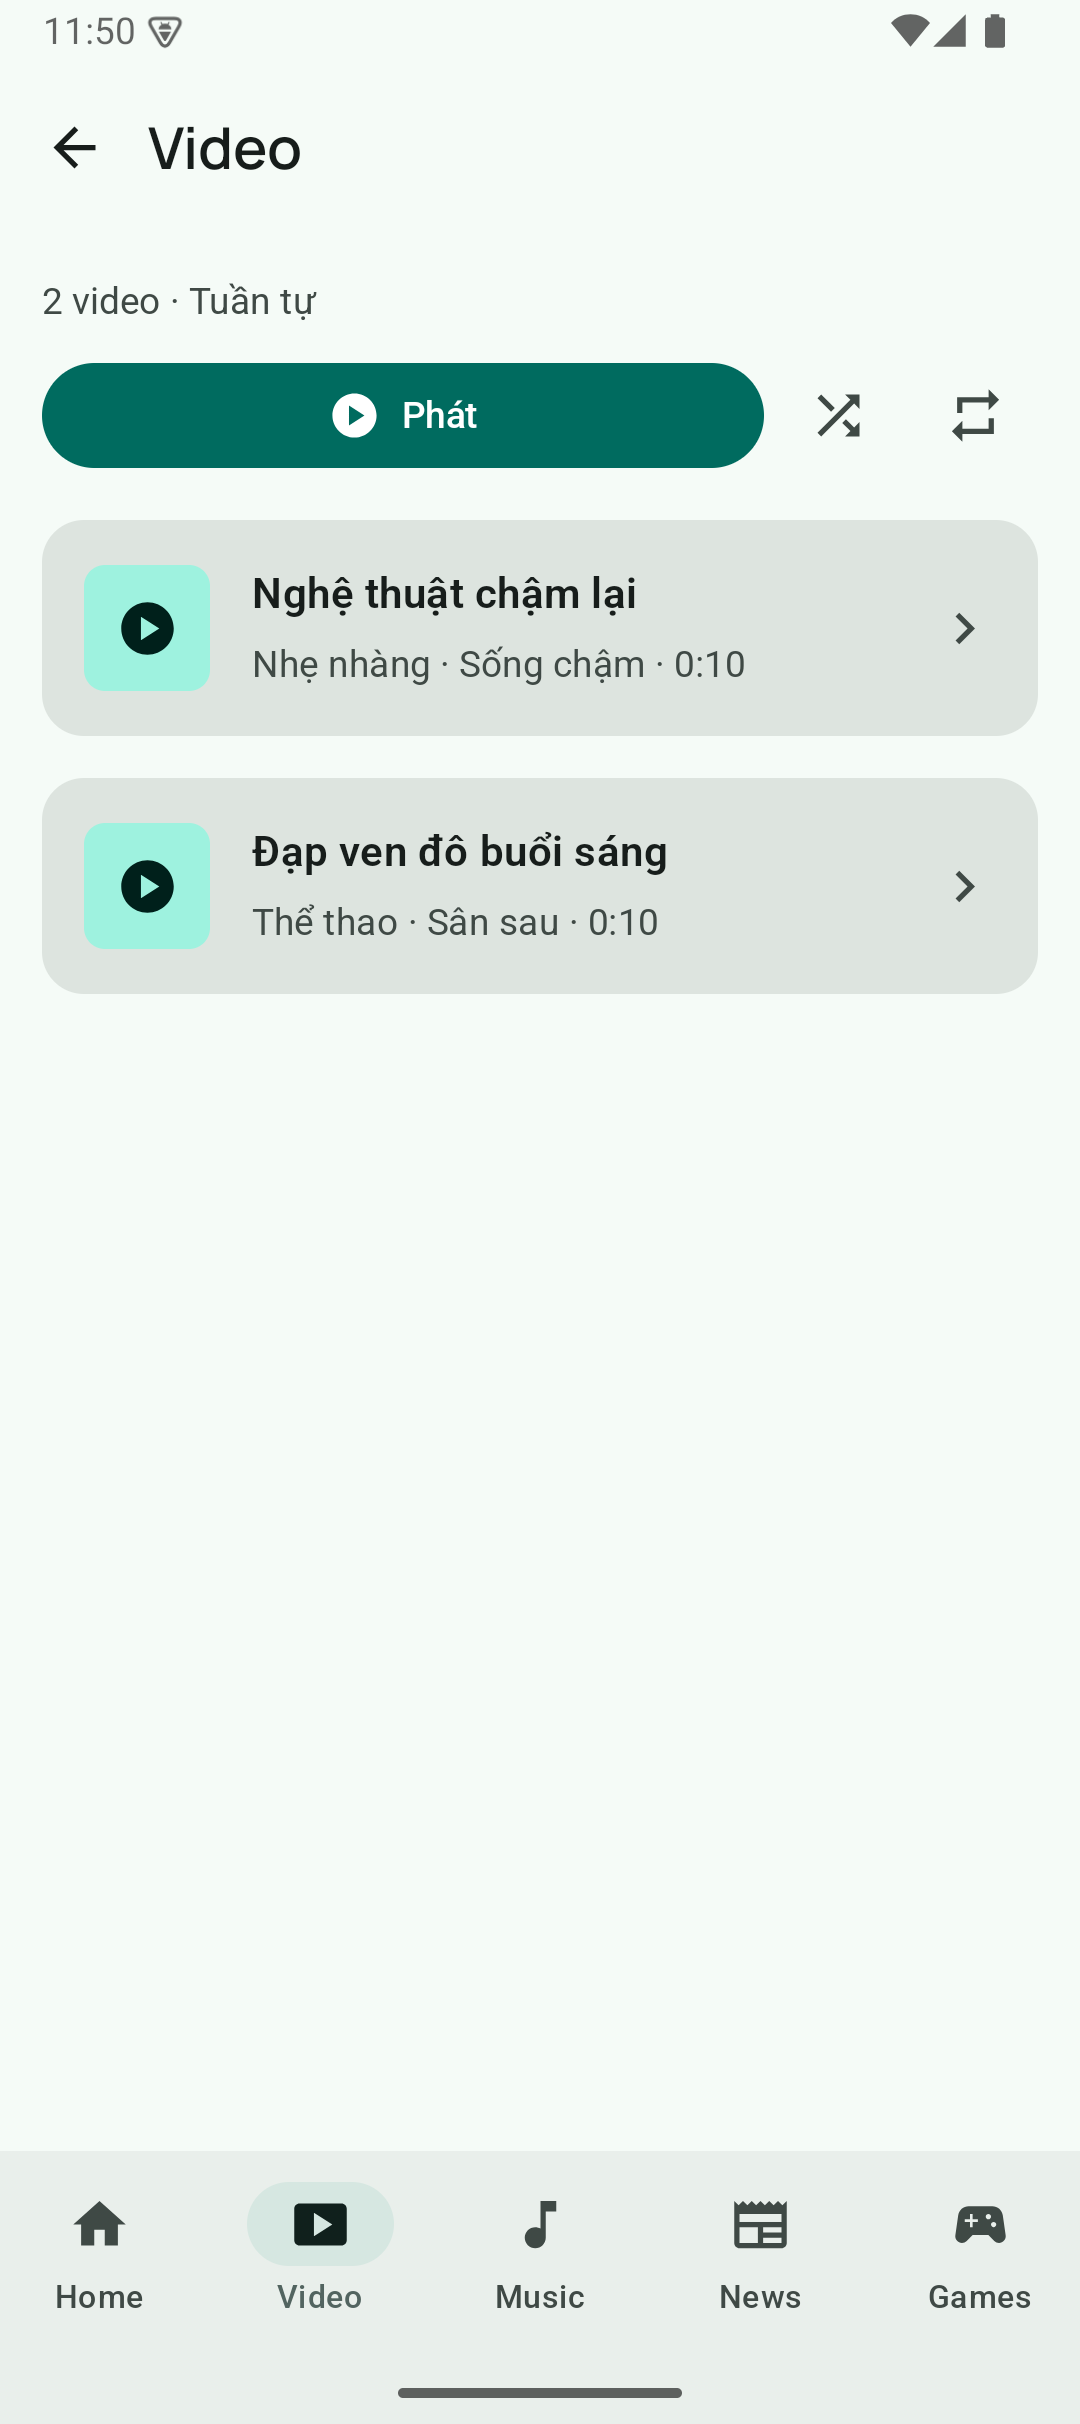 11:50
Video
2 video · Tuần tự
Phát
Nghệ thuật chậm lại
Nhẹ nhàng · Sống chậm · 0:10
Đạp ven đô buổi sáng
Thể thao · Sân sau · 0:10
Home
Video
Music
News
Games